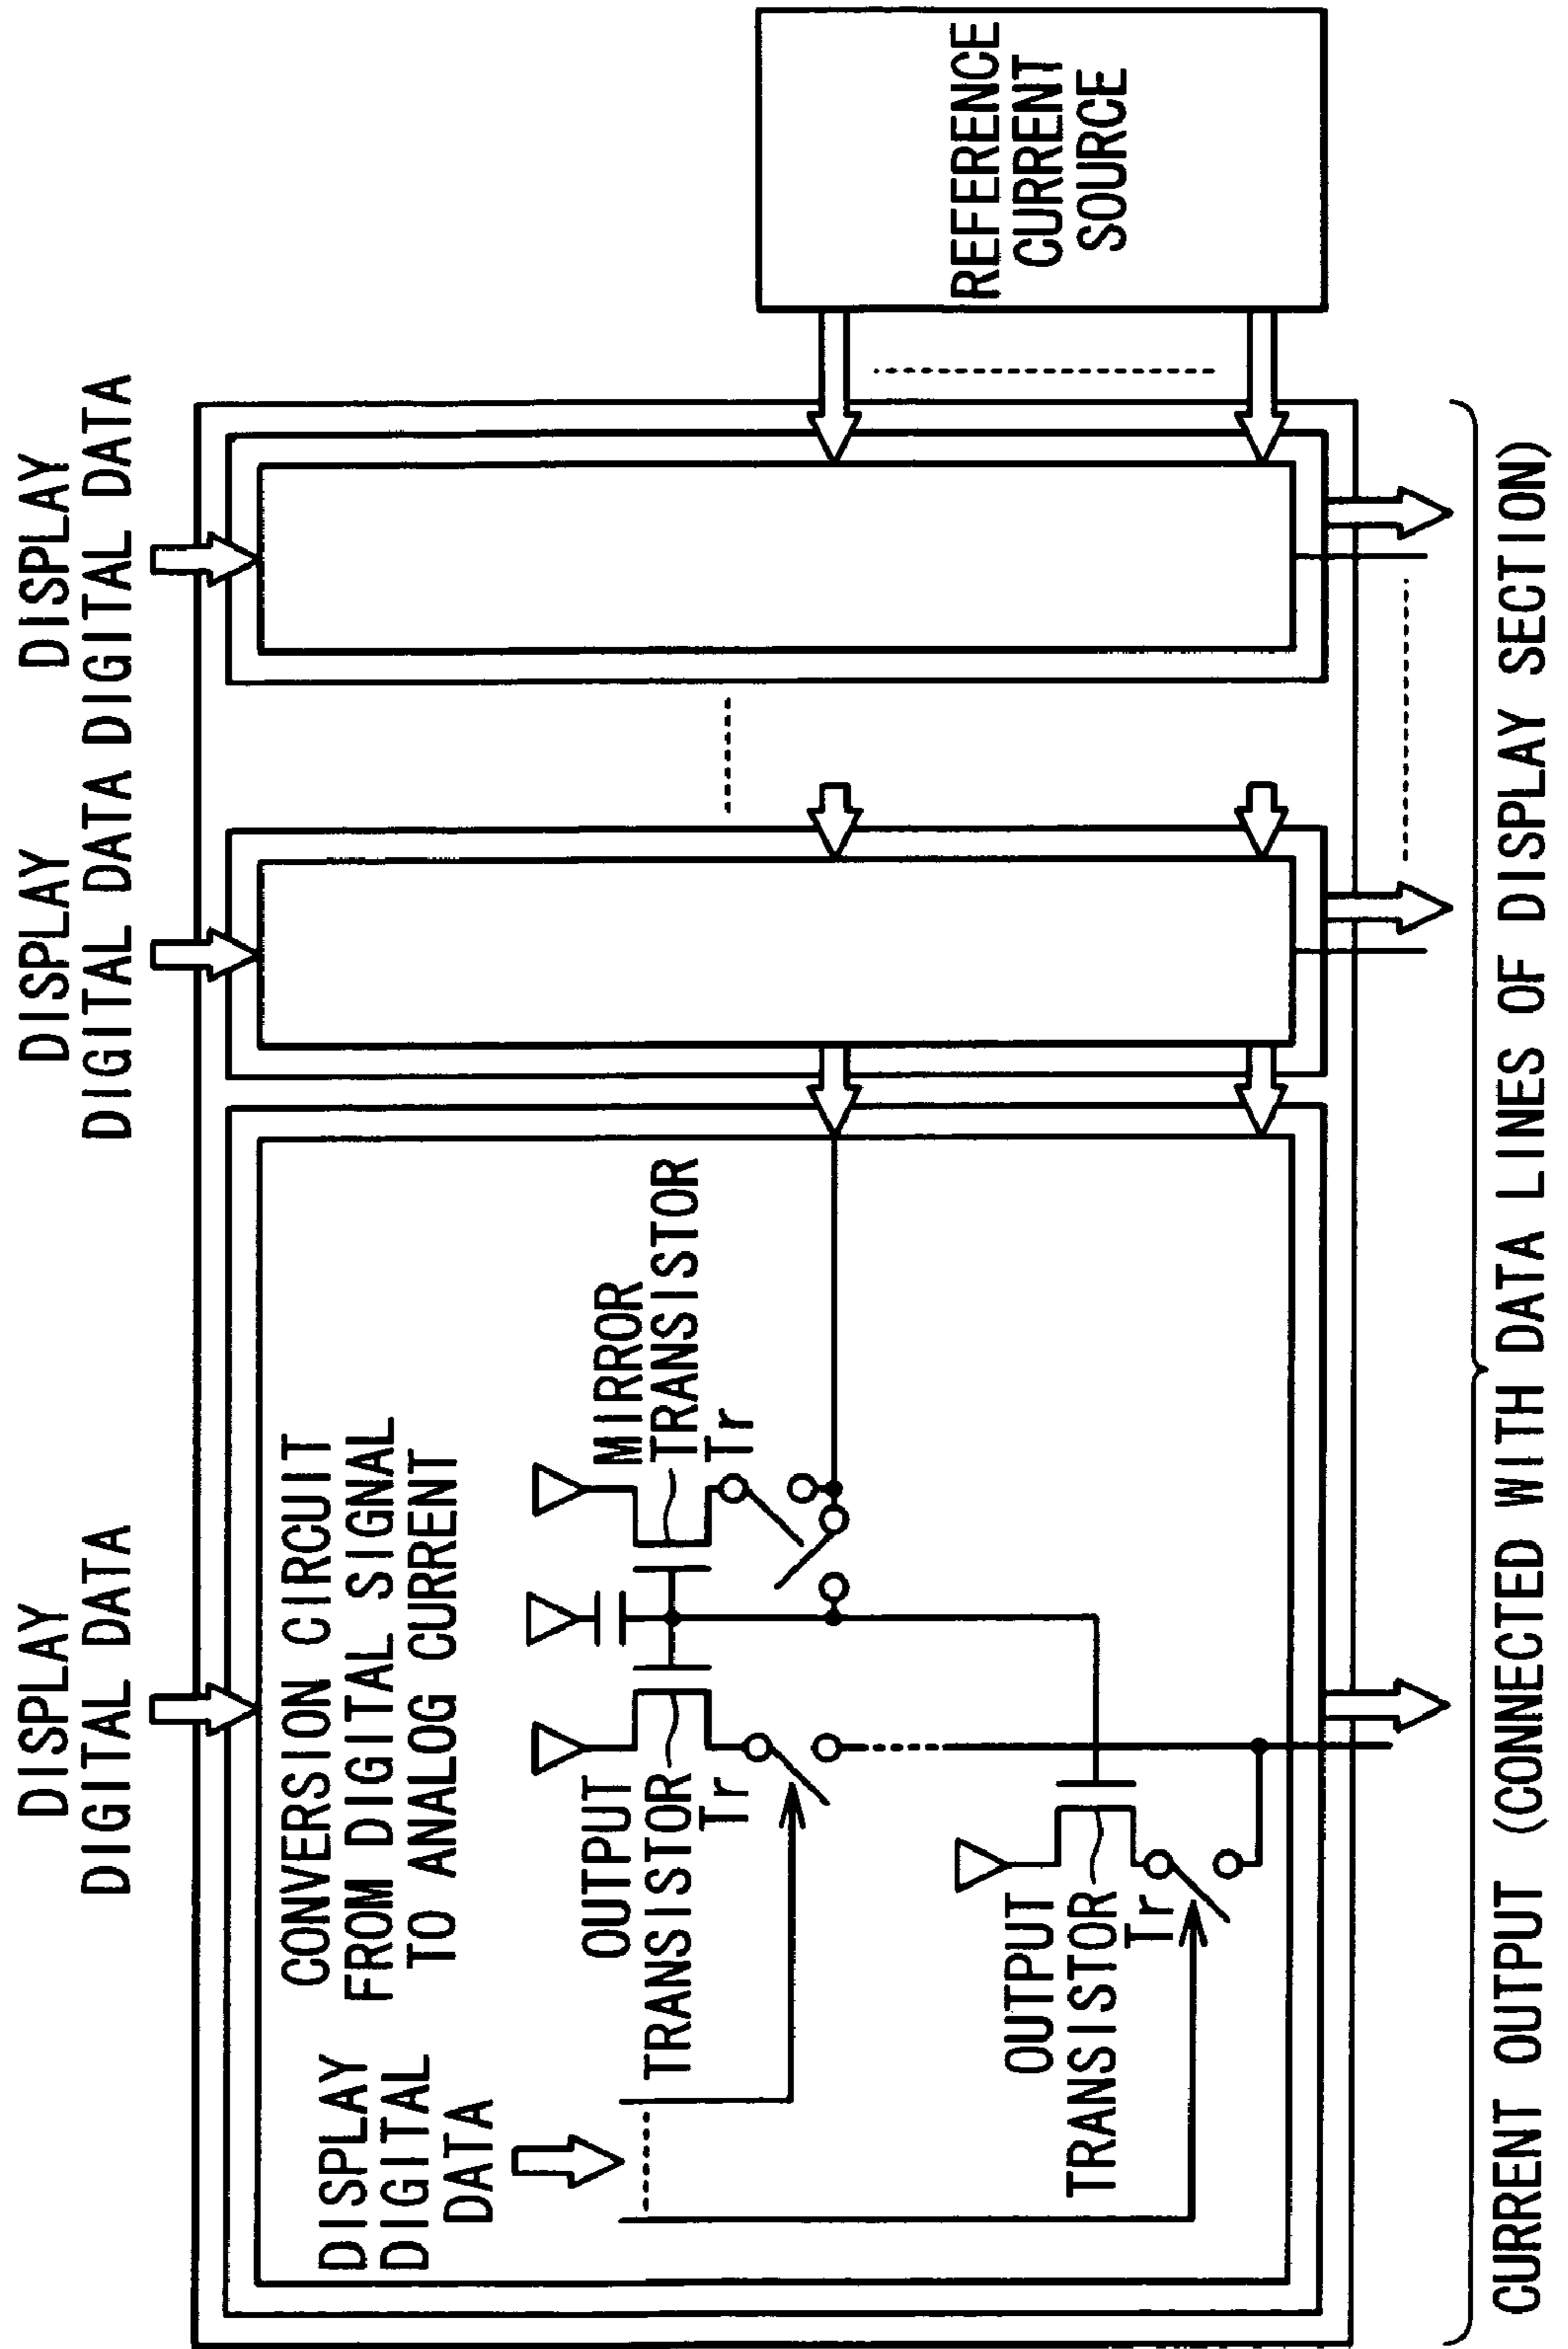 DISPLAY
DIGITAL DATA
DISPLAY
DIGITAL DATA
DISPLAY
DIGITAL DATA
CONVERSION CIRCUIT
FROM DIGITAL SIGNAL
TO ANALOG CURRENT
DISPLAY
DIGITAL
DATA
OUTPUT
TRANSISTOR
Tr
MIRROR
TRANSISTOR
Tr
OUTPUT
TRANSISTOR
Tr
REFERENCE
CURRENT
SOURCE
CURRENT OUTPUT (CONNECTED WITH DATA LINES OF DISPLAY SECTION)